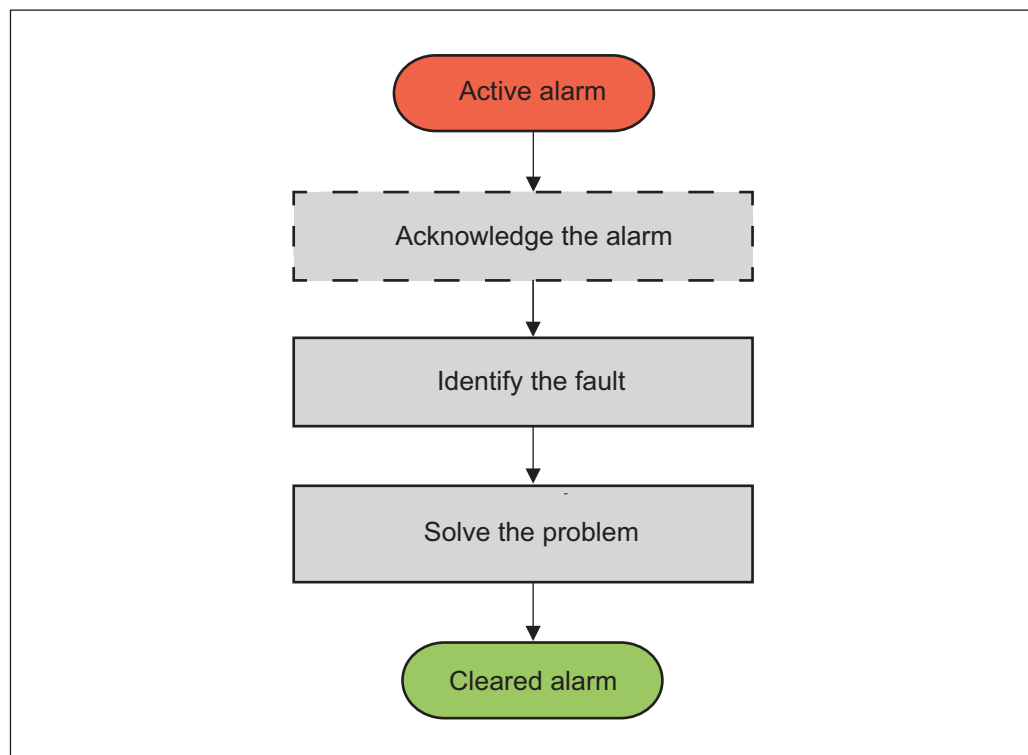 Active alarm
Acknowledge the alarm
Identify the fault
Solve the problem
Cleared alarm